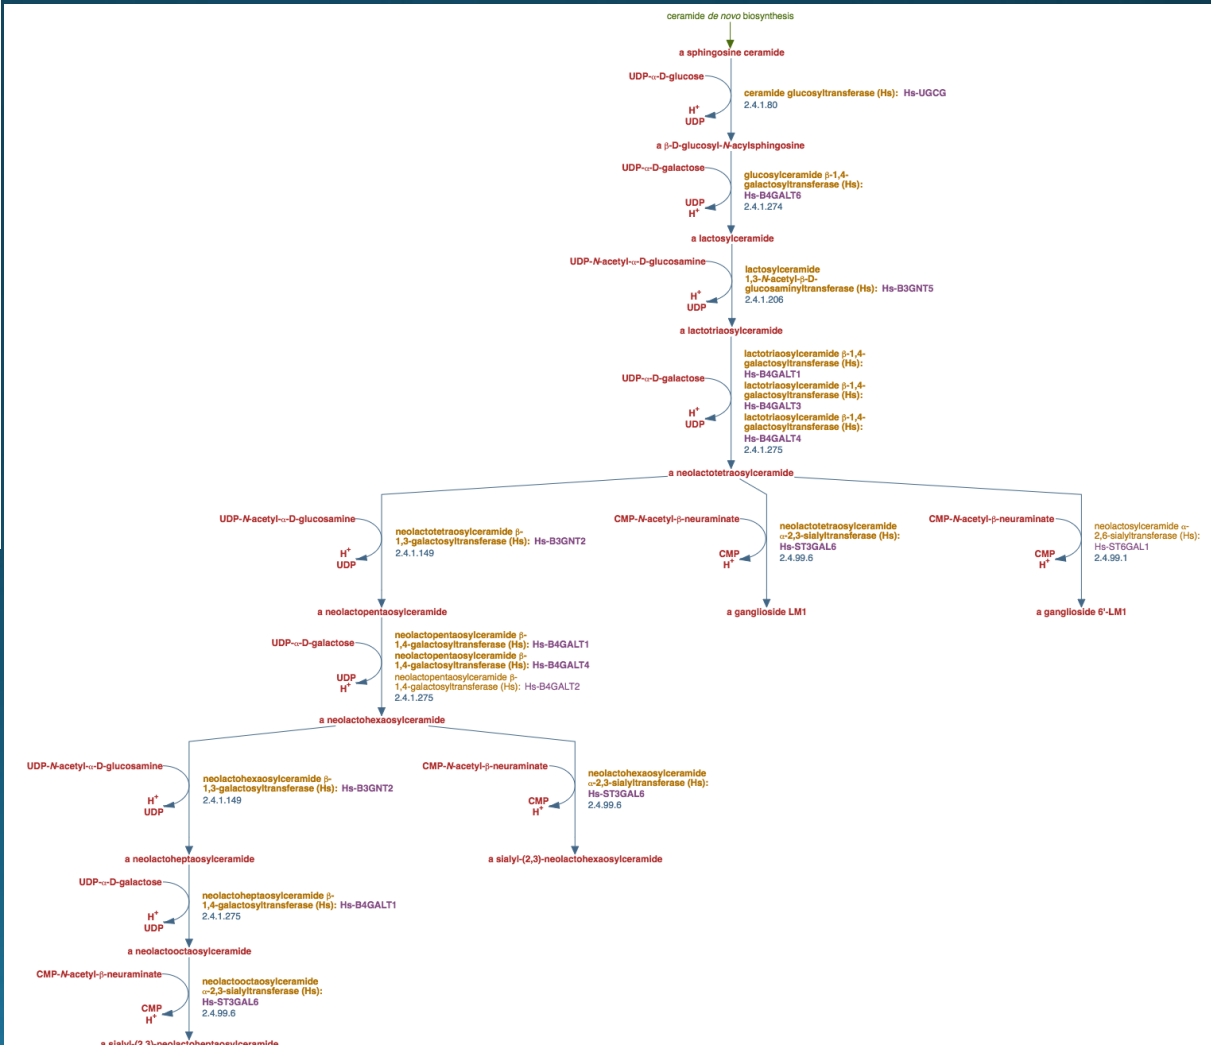 ceramide de novo biosynthesis
a sphingosine ceramide
UDP-α-D-glucose
ceramide glucosyltransferase (Hs): Hs-UGCG
2.4.1.80
H+
UDP
a β-D-glucosyl-N-acylsphingosine
UDP-α-D-galactose
glucosylceramide β-1,4-
galactosyltransferase (Hs):
Hs-B4GALT6
2.4.1.274
UDP
H+
a lactosylceramide
UDP-N-acetyl-α-D-glucosamine
lactosylceramide
1,3-N-acetyl-β-D-
glucosaminyltransferase (Hs): Hs-B3GNT5
2.4.1.206
H+
UDP
a lactotriaosylceramide
UDP-α-D-galactose
lactotriaosylceramide β-1,4-
galactosyltransferase (Hs):
Hs-B4GALT1
lactotriaosylceramide β-1,4-
galactosyltransferase (Hs):
Hs-B4GALT3
lactotriaosylceramide β-1,4-
galactosyltransferase (Hs):
Hs-B4GALT4
2.4.1.275
H+
UDP
a neolactotetraosylceramide
UDP-N-acetyl-α-D-glucosamine
neolactotetraosylceramide β-
1,3-galactosyltransferase (Hs): Hs-B3GNT2
2.4.1.149
H+
UDP
CMP-N-acetyl-β-neuraminate
neolactotetraosylceramide
α-2,3-sialyltransferase (Hs):
Hs-ST3GAL6
2.4.99.6
CMP
H+
CMP-N-acetyl-β-neuraminate
neolactosylceramide α-
2,6-sialyltransferase (Hs):
Hs-ST6GAL1
2.4.99.1
CMP
H+
a neolactopentaosylceramide
a ganglioside LM1
a ganglioside 6'-LM1
UDP-α-D-galactose
neolactopentaosylceramide β-
1,4-galactosyltransferase (Hs): Hs-B4GALT1
neolactopentaosylceramide β-
1,4-galactosyltransferase (Hs): Hs-B4GALT4
neolactopentaosylceramide β-
1,4-galactosyltransferase (Hs): Hs-B4GALT2
2.4.1.275
UDP
H+
a neolactohexaosylceramide
UDP-N-acetyl-α-D-glucosamine
neolactohexaosylceramide β-
1,3-galactosyltransferase (Hs): Hs-B3GNT2
2.4.1.149
H+
UDP
CMP-N-acetyl-β-neuraminate
neolactohexaosylceramide
α-2,3-sialyltransferase (Hs):
Hs-ST3GAL6
2.4.99.6
CMP
H+
a neolactoheptaosylceramide
a sialyl-(2,3)-neolactohexaosylceramide
UDP-α-D-galactose
neolactoheptaosylceramide β-
1,4-galactosyltransferase (Hs): Hs-B4GALT1
2.4.1.275
H+
UDP
a neolactooctaosylceramide
CMP-N-acetyl-β-neuraminate
neolactooctaosylceramide
α-2,3-sialyltransferase (Hs):
Hs-ST3GAL6
2.4.99.6
CMP
H+
a sialyl-(2,3)-neolactoheptaosylceramide